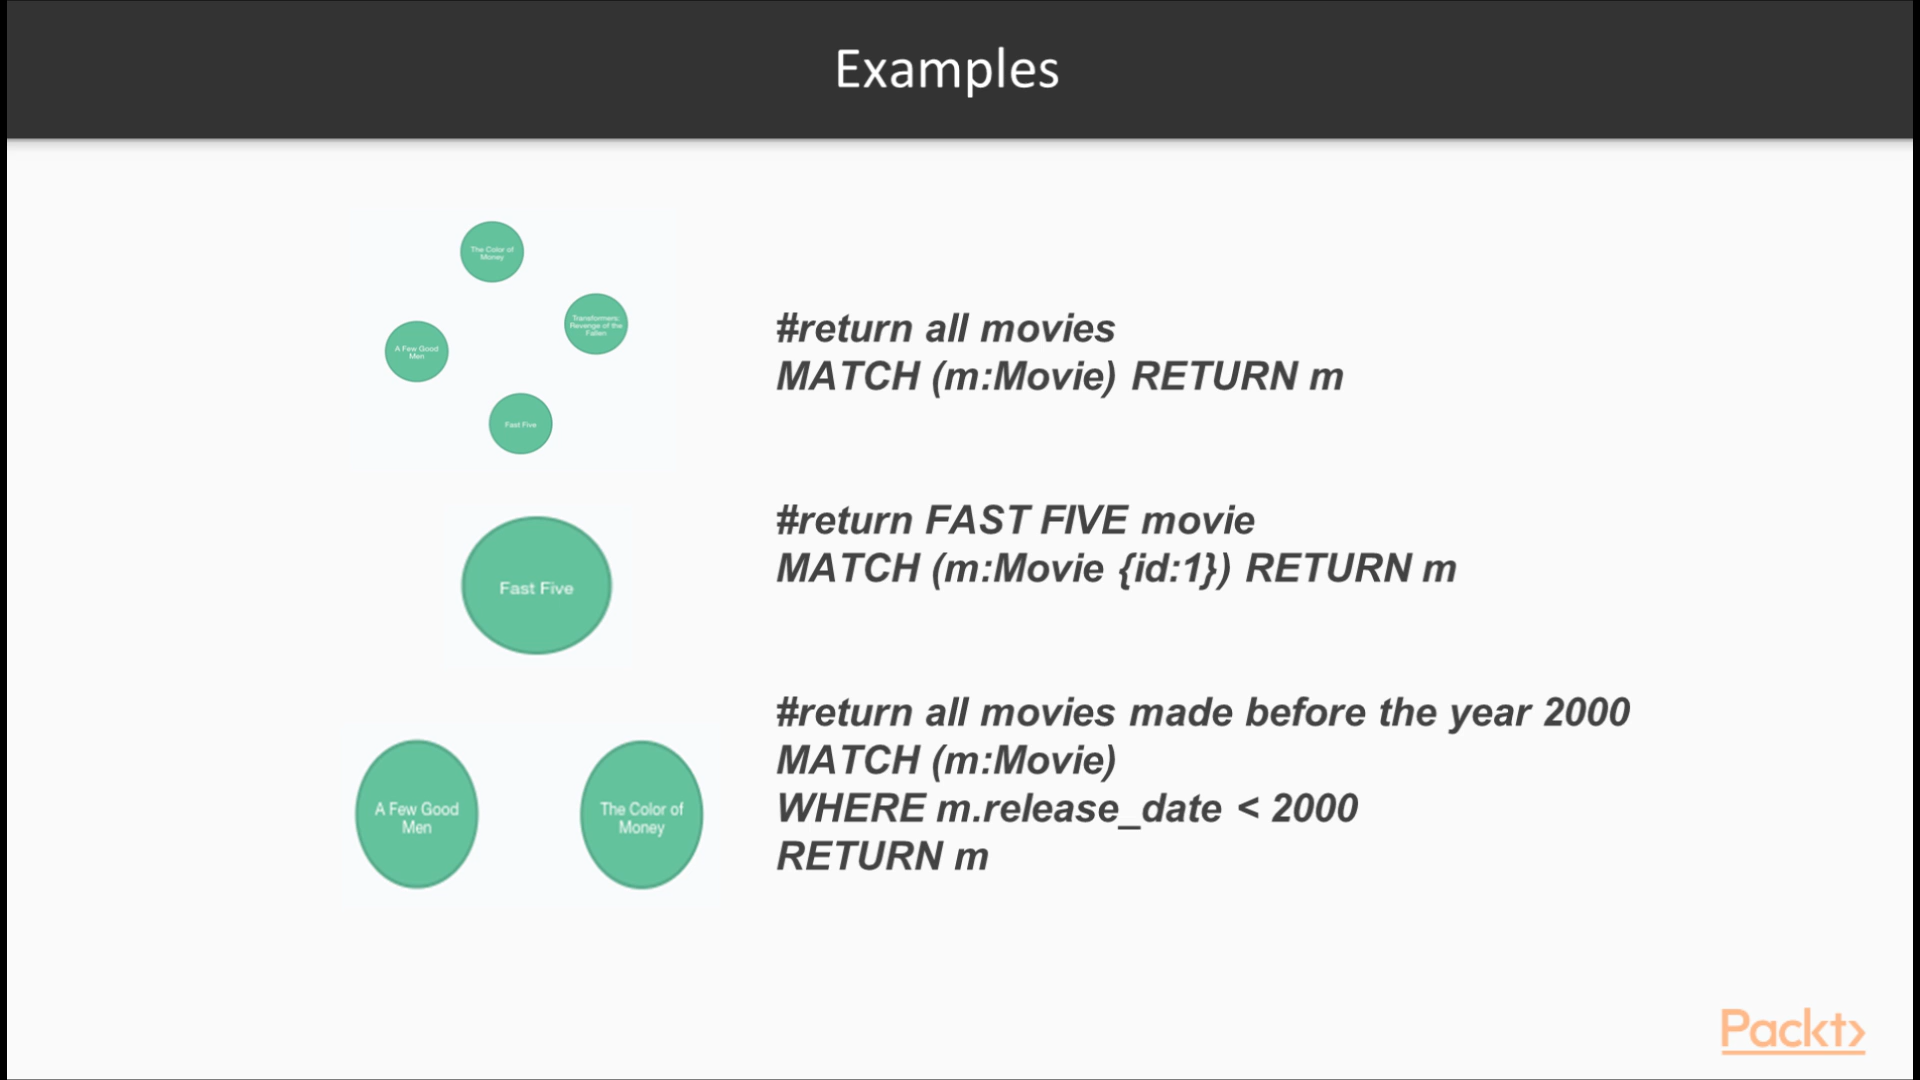 Examples
The Color of
Money
Transformers:
Revenge of the
Fallen
A Few Good
Men
Fast Five
#return all movies
MATCH (m:Movie) RETURN m
Fast Five
#return FAST FIVE movie
MATCH (m:Movie {id:1}) RETURN m
A Few Good
Men
The Color of
Money
#return all movies made before the year 2000
MATCH (m:Movie)
WHERE m.release_date < 2000
RETURN m
Packt>